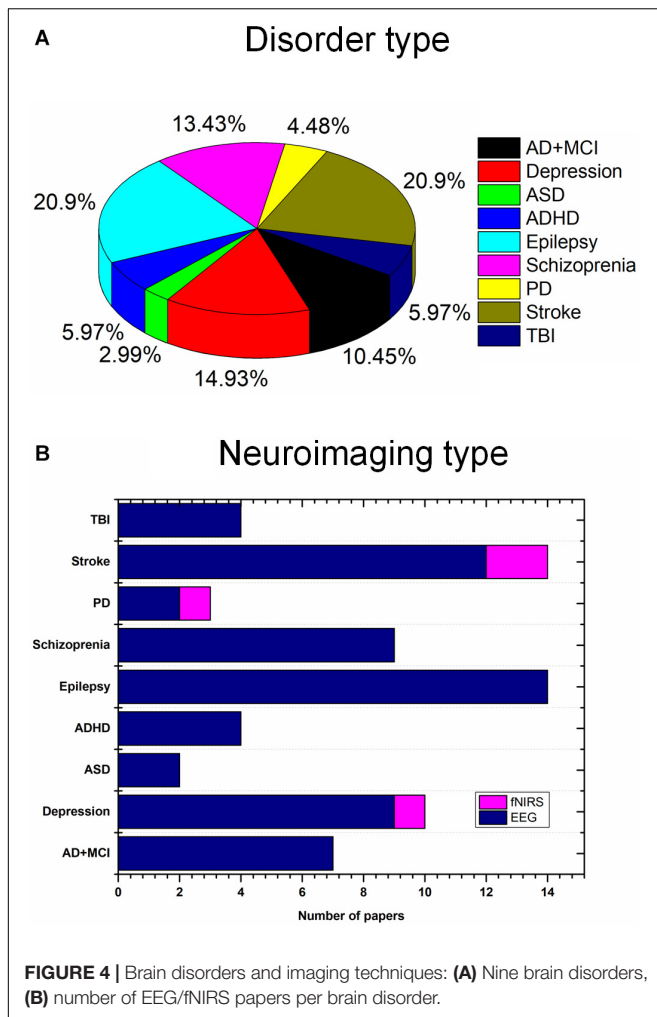 A
Disorder type
13.43%
4.48%
20.9%
20.9%
5.97%
2.99%
14.93%
10.45%
5.97%
AD+MCI
Depression
ASD
ADHD
Epilepsy
Schizoprenia
PD
Stroke
TBI
B
Neuroimaging type
TBI
Stroke
PD
Schizoprenia
Epilepsy
ADHD
ASD
Depression
AD+MCI
fNIRS
EEG
0 2 4 6 8 10 12 14
Number of papers
FIGURE 4 | Brain disorders and imaging techniques: (A) Nine brain disorders,
(B) number of EEG/fNIRS papers per brain disorder.